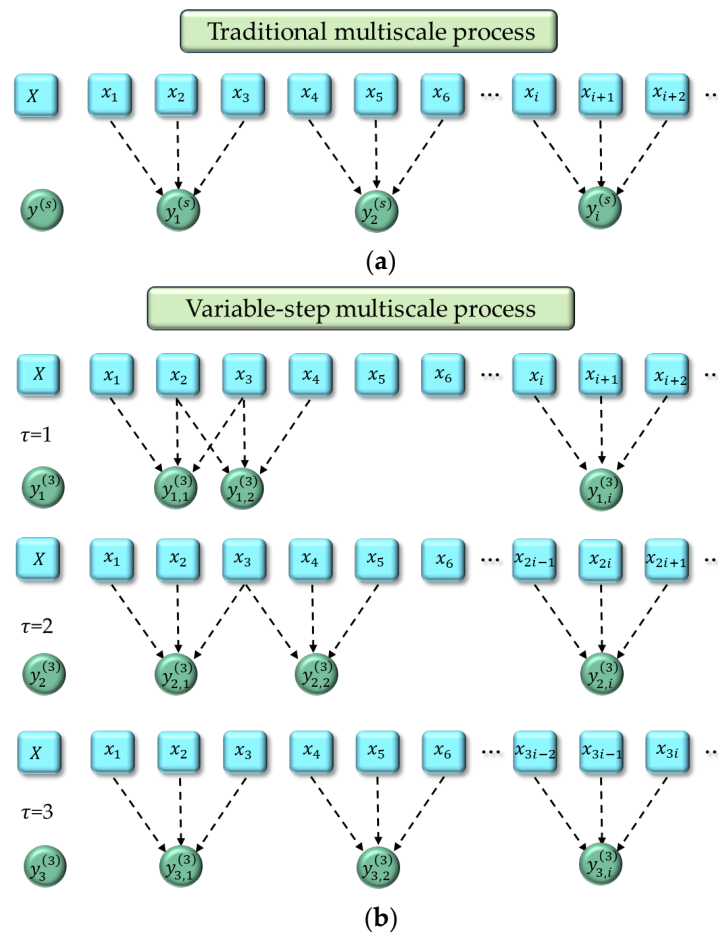 Traditional multiscale process
X x₁ x₂ x₃ x₄ x₅ x₆ ... xᵢ xᵢ₊₁ xᵢ₊₂ ..
y⁽ˢ⁾ y₁⁽ˢ⁾ y₂⁽ˢ⁾ yᵢ⁽ˢ⁾
(a)
Variable-step multiscale process
X x₁ x₂ x₃ x₄ x₅ x₆ ... xᵢ xᵢ₊₁ xᵢ₊₂ ..
τ=1
y₁⁽³⁾ y₁,₁⁽³⁾ y₁,₂⁽³⁾ y₁,ᵢ⁽³⁾
X x₁ x₂ x₃ x₄ x₅ x₆ ... x₂ᵢ₋₁ x₂ᵢ x₂ᵢ₊₁ ..
τ=2
y₂⁽³⁾ y₂,₁⁽³⁾ y₂,₂⁽³⁾ y₂,ᵢ⁽³⁾
X x₁ x₂ x₃ x₄ x₅ x₆ ... x₃ᵢ₋₂ x₃ᵢ₋₁ x₃ᵢ ..
τ=3
y₃⁽³⁾ y₃,₁⁽³⁾ y₃,₂⁽³⁾ y₃,ᵢ⁽³⁾
(b)